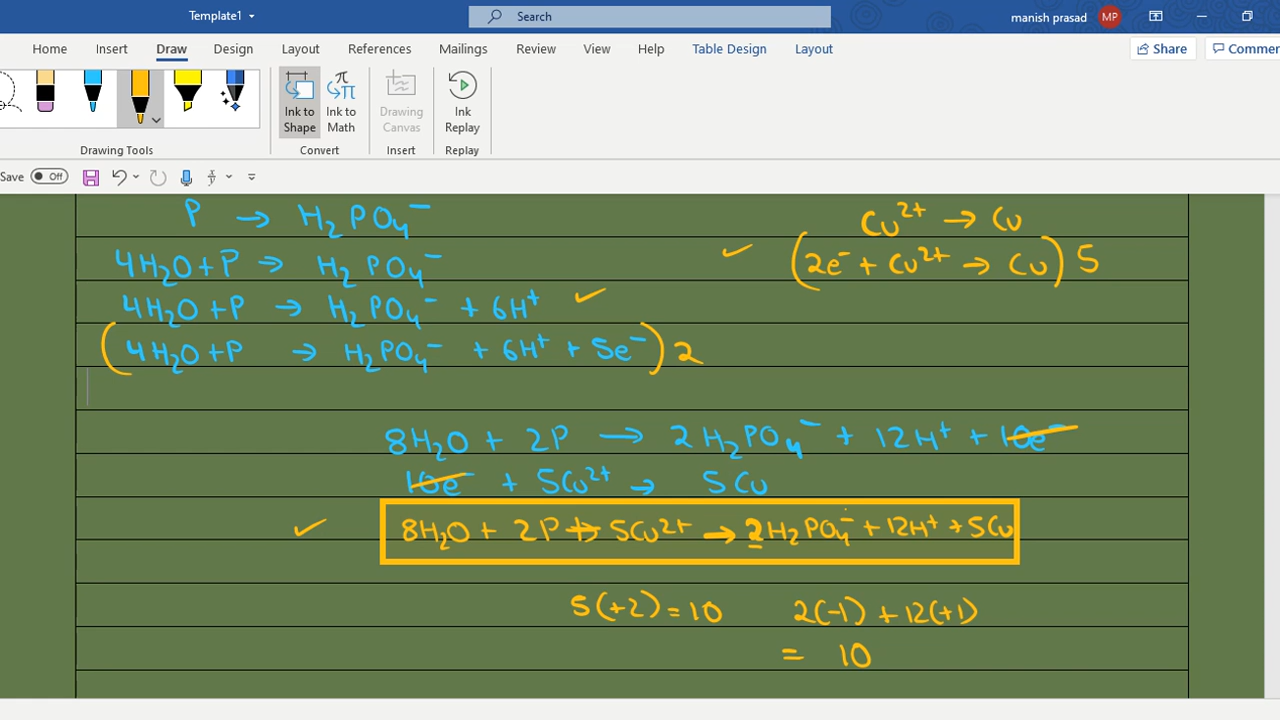 Template1
Search
manish prasad MP
Home Insert Draw Design Layout References Mailings Review View Help Table Design Layout Share Commen
Ink to Shape
Ink to Math
Drawing Canvas
Ink Replay
Drawing Tools Convert Insert Replay
Save Off
P → H₂PO₄⁻
Cu²⁺ → Cu
4H₂O + P → H₂PO₄⁻
(2e⁻ + Cu²⁺ → Cu) 5
4H₂O + P → H₂PO₄⁻ + 6H⁺
(4H₂O + P → H₂PO₄⁻ + 6H⁺ + 5e⁻) 2
8H₂O + 2P → 2H₂PO₄⁻ + 12H⁺ + 10e⁻
10e⁻ + 5Cu²⁺ → 5Cu
8H₂O + 2P + 5Cu²⁺ → 2H₂PO₄⁻ + 12H⁺ + 5Cu
5(+2) = 10 2(-1) + 12(+1)
= 10